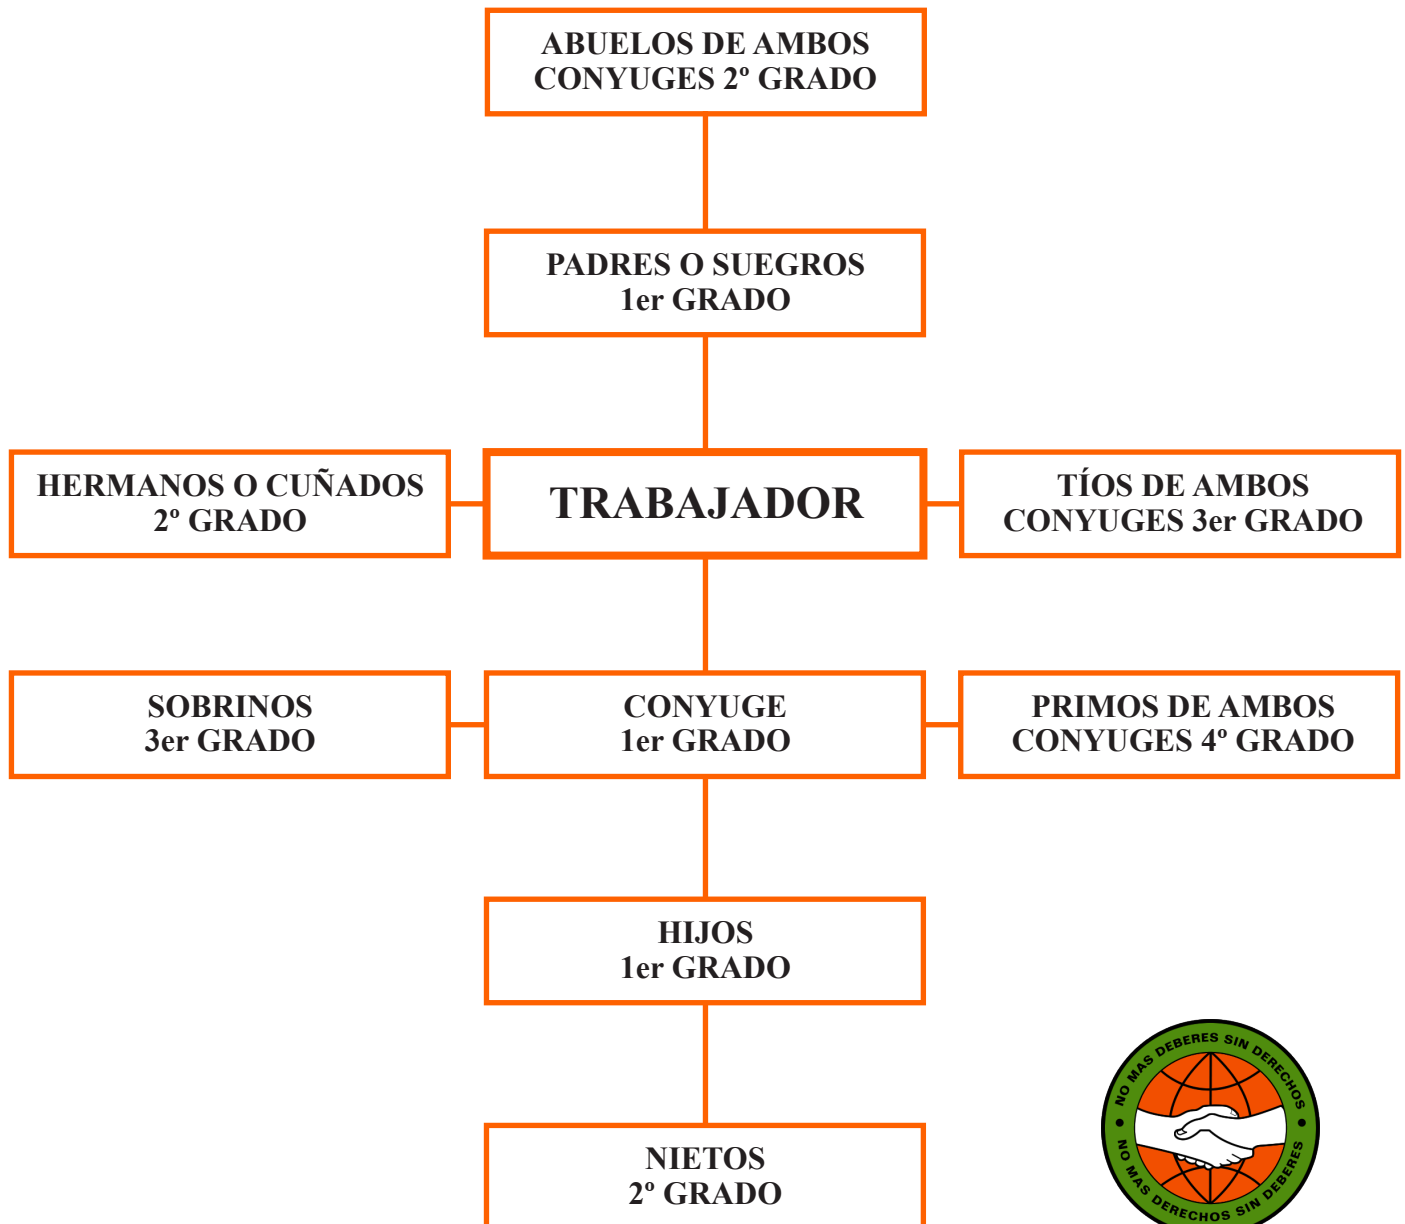 ABUELOS DE AMBOS
CONYUGES 2º GRADO
PADRES O SUEGROS
1er GRADO
HERMANOS O CUÑADOS
2º GRADO
TRABAJADOR
TÍOS DE AMBOS
CONYUGES 3er GRADO
SOBRINOS
3er GRADO
CONYUGE
1er GRADO
PRIMOS DE AMBOS
CONYUGES 4º GRADO
HIJOS
1er GRADO
NIETOS
2º GRADO
NO MAS DEBERES SIN DERECHOS
NO MAS DERECHOS SIN DEBERES